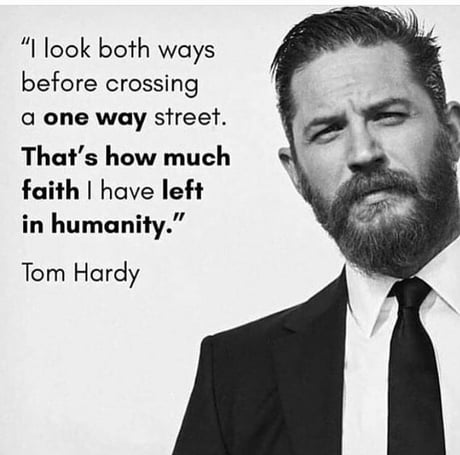 “I look both ways
before crossing
a one way street.
That’s how much
faith I have left
in humanity.”
Tom Hardy